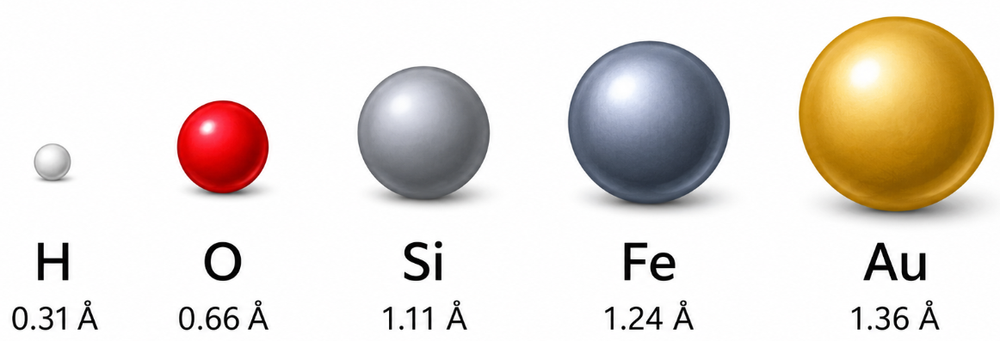 H O Si Fe Au
0.31 Å 0.66 Å 1.11 Å 1.24 Å 1.36 Å